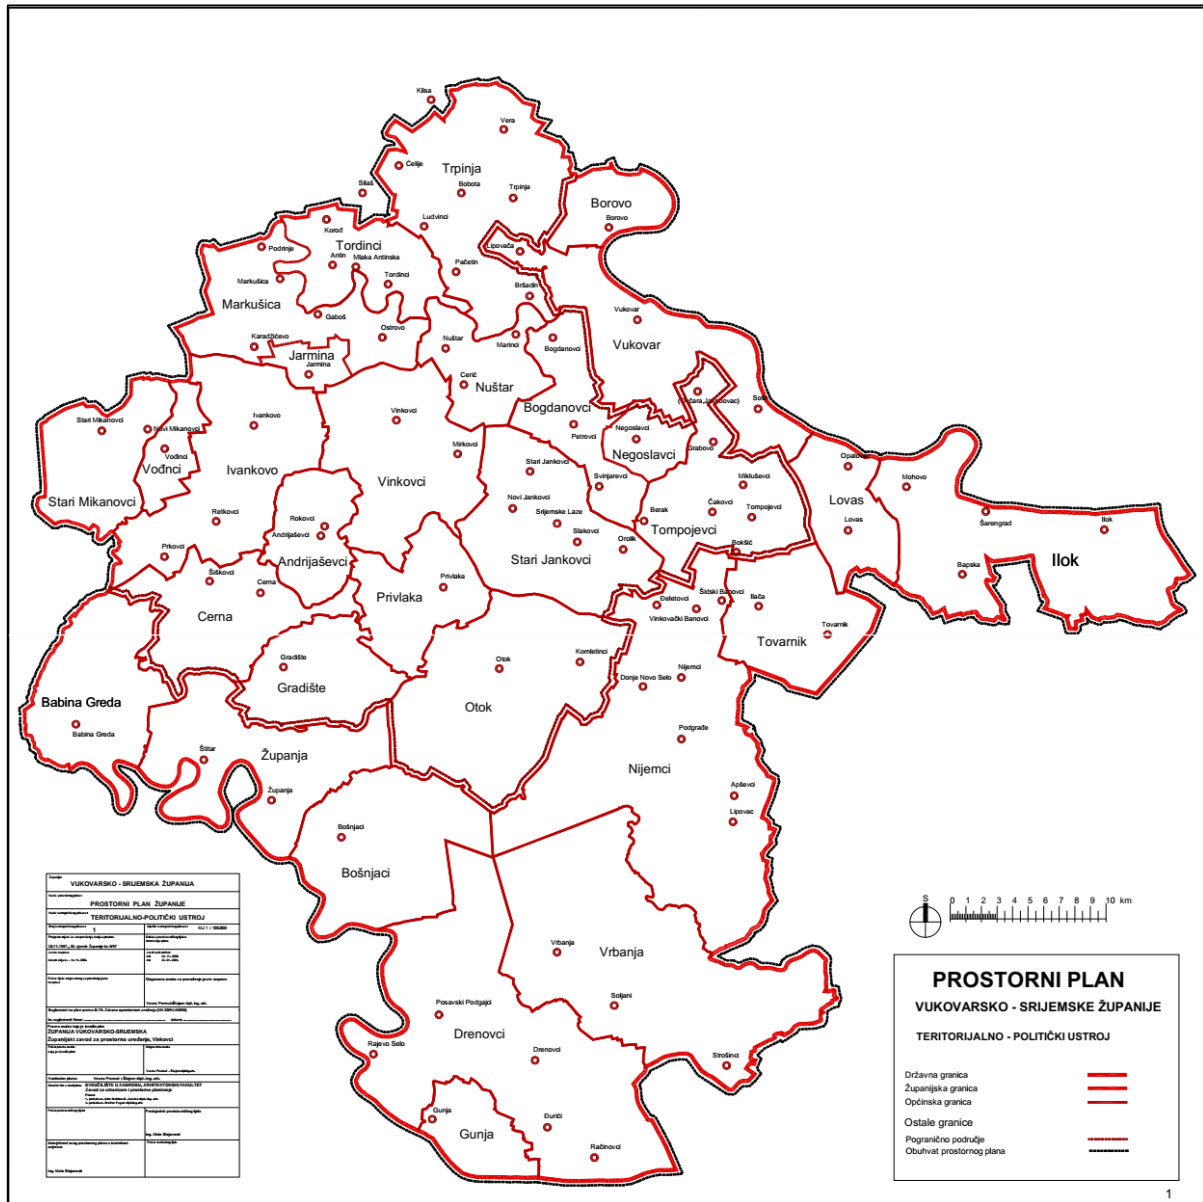 Klisa
Vera
Čelije
Trpinja
Silaš
Bobota
Trpinja
Borovo
Borovo
Ludvinci
Korođ
Tordinci
Lipovača
Podrinje
Antin
Mlaka Antinska
Pačetin
Markušica
Tordinci
Bršadin
Markušica
Gaboš
Vukovar
Karadžićevo
Ostrovo
Nuštar
Marinci
Bogdanovci
Vukovar
Jarmina
Jarmina
Cerić
Nuštar
Bogdanovci
Ivankovo
Vinkovci
Stari Mikanovci
Novi Mikanovci
Petrovci
Negoslavci
Grabovo
Vođinci
Vođnci
Mirkovci
Negoslavci
Opatovac
Ivankovo
Stari Jankovci
Svinjarevci
Mikluševci
Mohovo
Vinkovci
Stari Mikanovci
Novi Jankovci
Lovas
Retkovci
Rokovci
Srijemske Laze
Berak
Čakovci
Tompojevci
Šarengrad
Ilok
Andrijaševci
Slakovci
Tompojevci
Lovas
Orolik
Prkovci
Andrijaševci
Stari Jankovci
Bokšić
Ilok
Šiškovci
Cerna
Privlaka
Privlaka
Bapska
Cerna
Đeletovci
Šidski Banovci
Ilača
Vinkovački Banovci
Tovarnik
Tovarnik
Gradište
Gradište
Otok
Komletinci
Nijemci
Donje Novo Selo
Babina Greda
Otok
Babina Greda
Podgrađe
Štitar
Županja
Nijemci
Županja
Apševci
Lipovac
Bošnjaci
Bošnjaci
Vrbanja
Vrbanja
Soljani
Posavski Podgajci
Drenovci
Rajevo Selo
Drenovci
Strošinci
Gunja
Gunja
Đurići
Račinovci
VUKOVARSKO - SRIJEMSKA ŽUPANIJA
PROSTORNI PLAN ŽUPANIJE
TERITORIJALNO-POLITIČKI USTROJ
1
ŽUPANIJA VUKOVARSKO-SRIJEMSKA
Županijski zavod za prostorno uređenje, Vinkovci
S
0 1 2 3 4 5 6 7 8 9 10 km
PROSTORNI PLAN
VUKOVARSKO - SRIJEMSKE ŽUPANIJE
TERITORIJALNO - POLITIČKI USTROJ
Državna granica
Županijska granica
Općinska granica
Ostale granice
Pogranično područje
Obuhvat prostornog plana
1